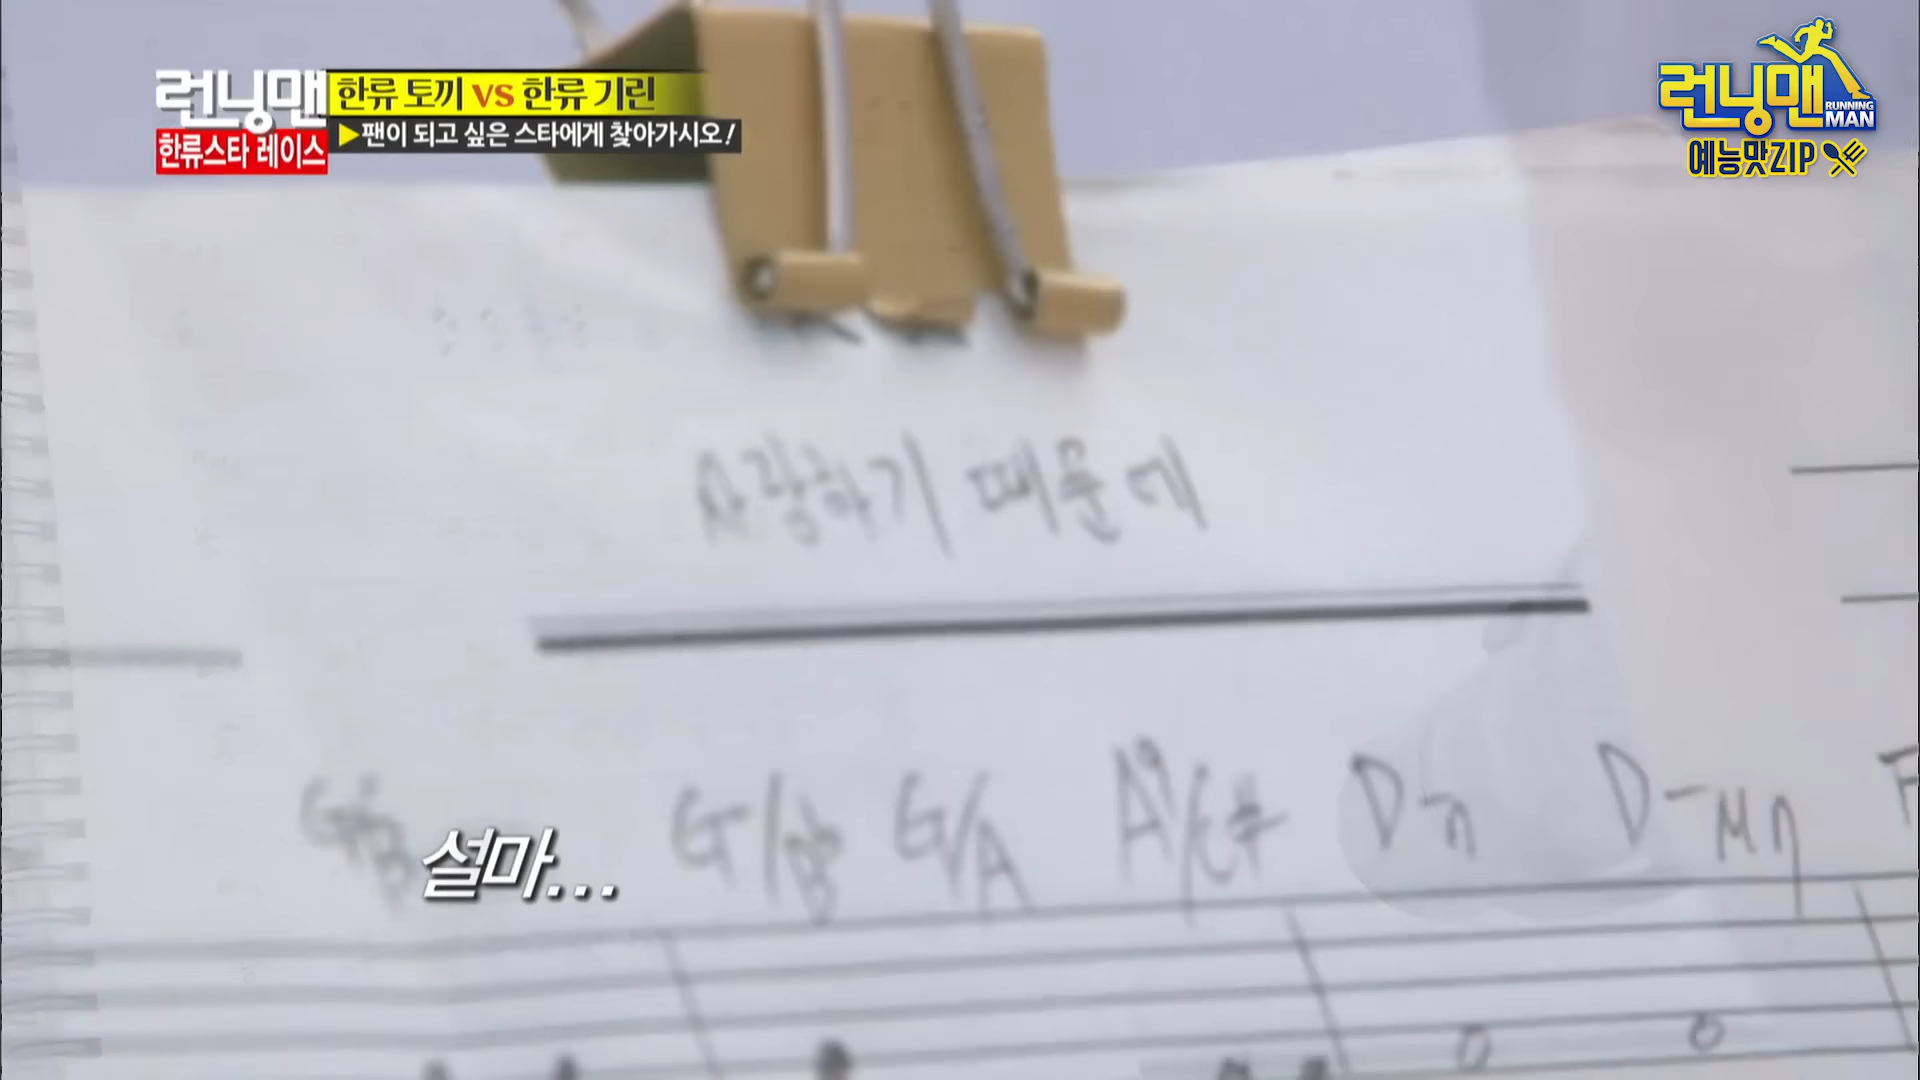 런닝맨
한류 토끼 VS 한류 기린
▶팬이 되고 싶은 스타에게 찾아가시오!
한류스타 레이스
런닝맨
RUNNING
MAN
예능맛ZIP
사랑하기 때문에
G/B♭ G/A
설마...